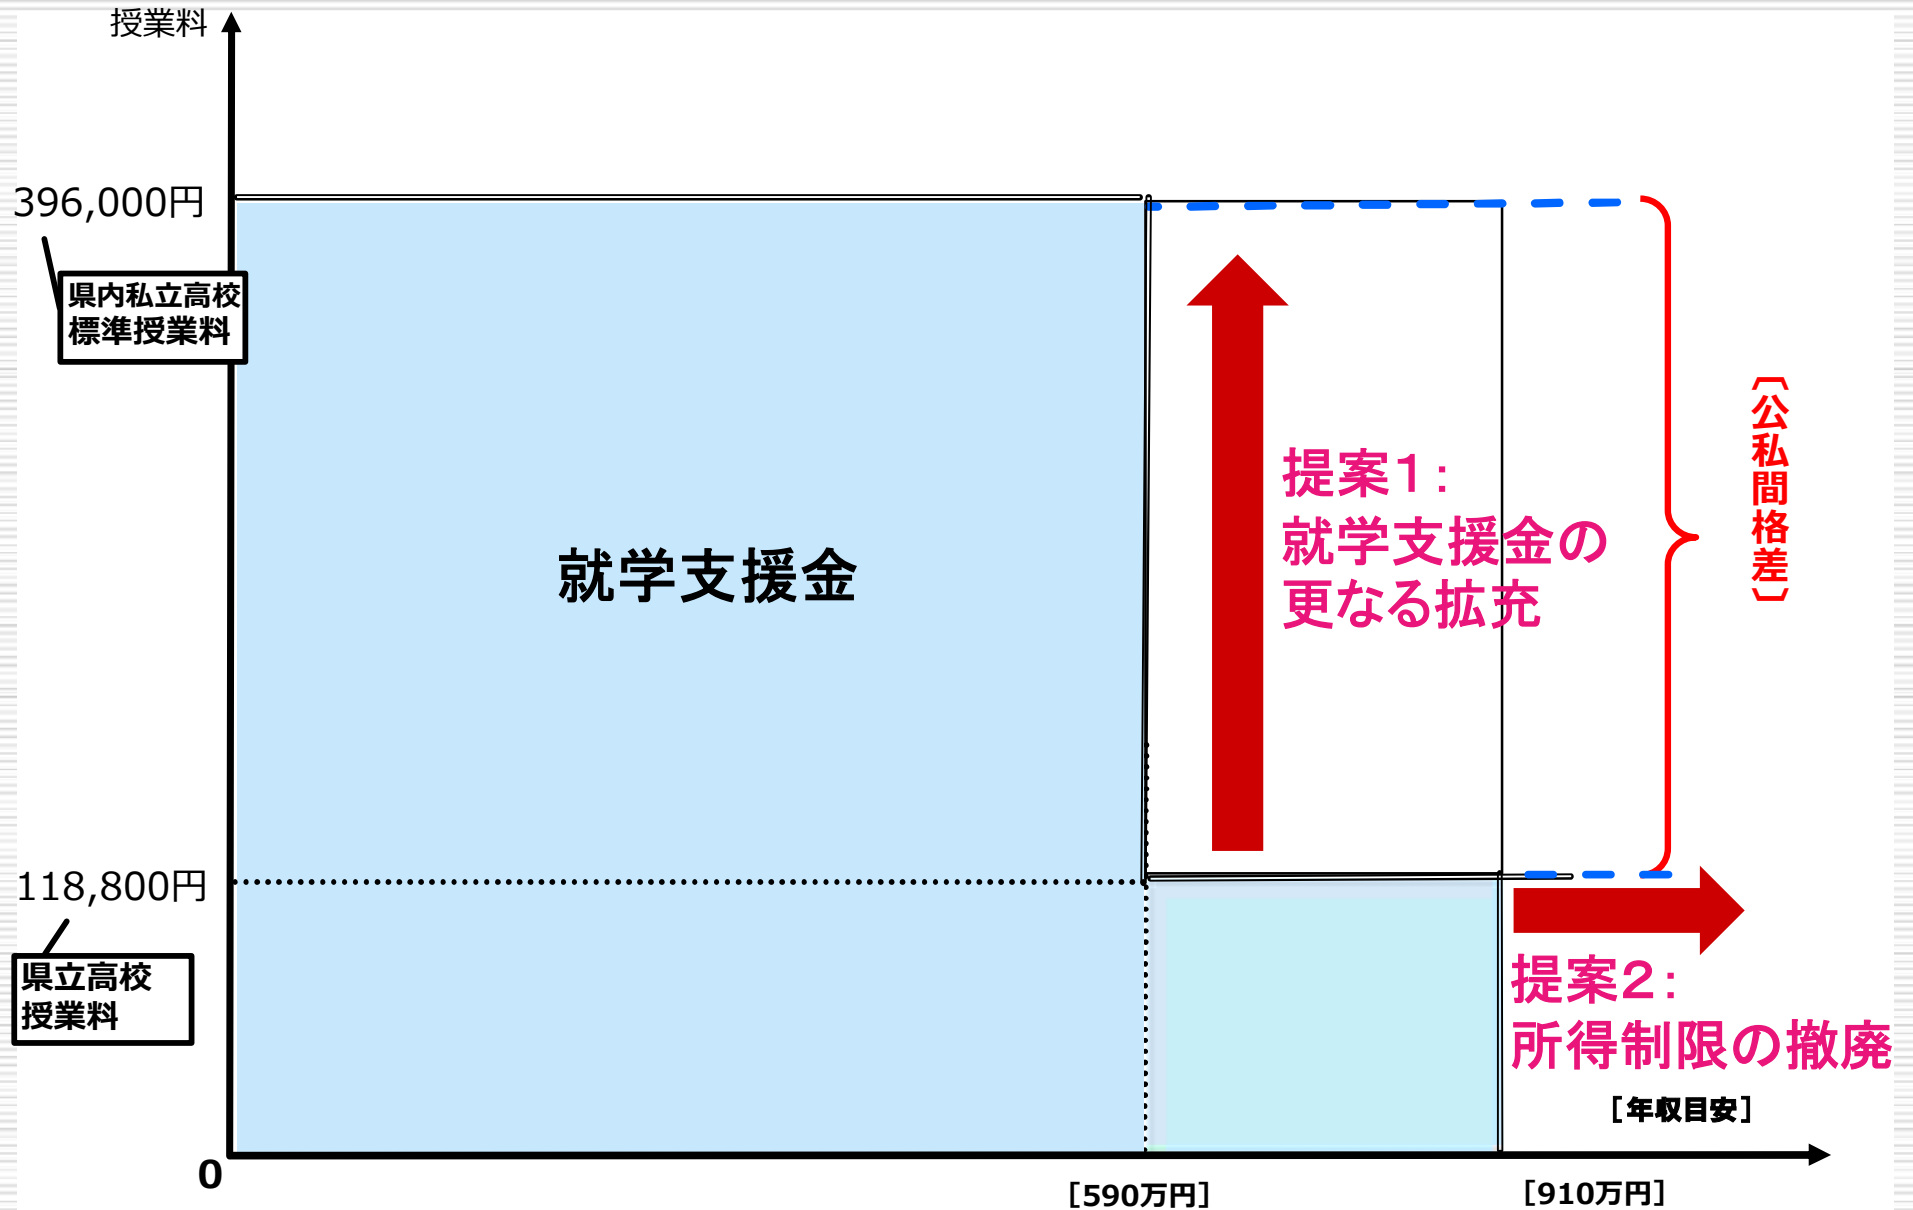 授業料
396,000円
県内私立高校
標準授業料
就学支援金
提案1：
就学支援金の
更なる拡充
〔公私間格差〕
118,800円
県立高校
授業料
提案2：
所得制限の撤廃
［年収目安］
0
［590万円］
［910万円］